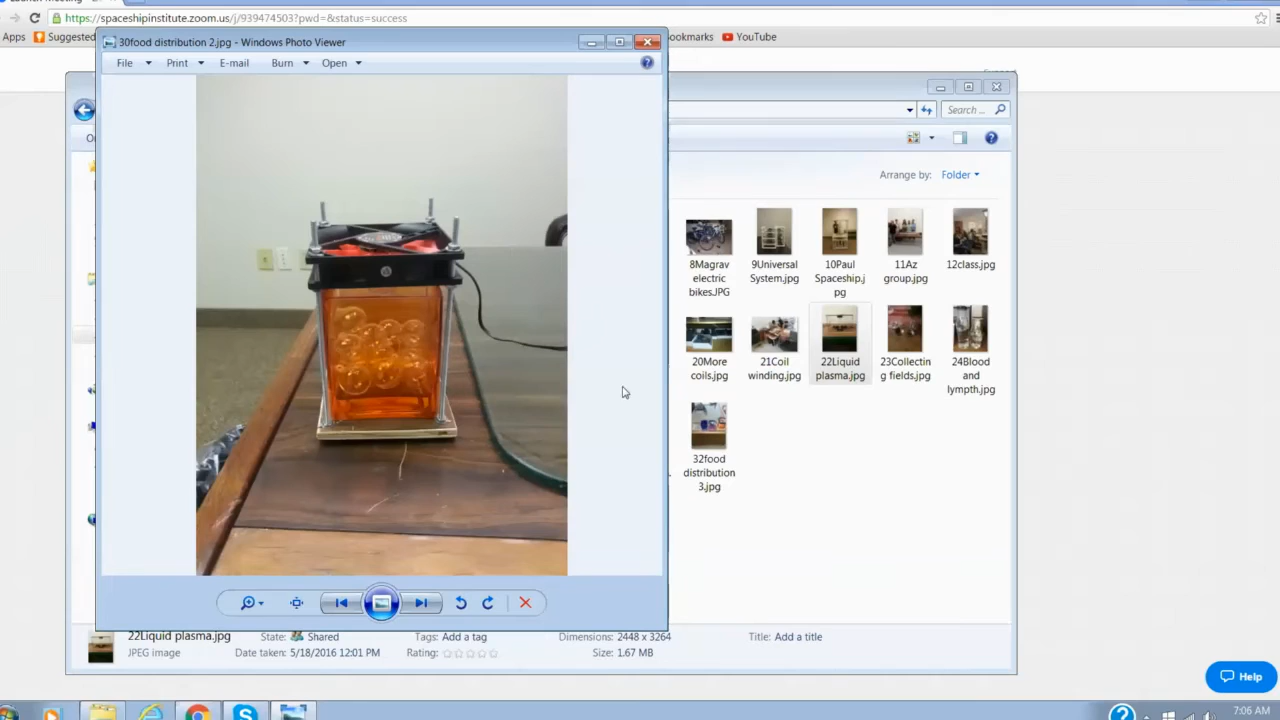 https://spaceshipinstitute.zoom.us/j/939474503?pwd=&status=success
Apps
Suggested
ookmarks
YouTube
30food distribution 2.jpg - Windows Photo Viewer
File
Print
E-mail
Burn
Open
Search ...
Arrange by:
Folder
8Magrav
electric
bikes.JPG
9Universal
System.jpg
10Paul
Spaceship.j
pg
11Az
group.jpg
12class.jpg
20More
coils.jpg
21Coil
winding.jpg
22Liquid
plasma.jpg
23Collectin
g fields.jpg
24Blood
and
lympth.jpg
32food
distribution
3.jpg
22Liquid plasma.jpg
State:
Shared
Tags: Add a tag
Dimensions: 2448 x 3264
Title: Add a title
JPEG image
Date taken: 5/18/2016 12:01 PM
Rating:
Size: 1.67 MB
Help
7:06 AM